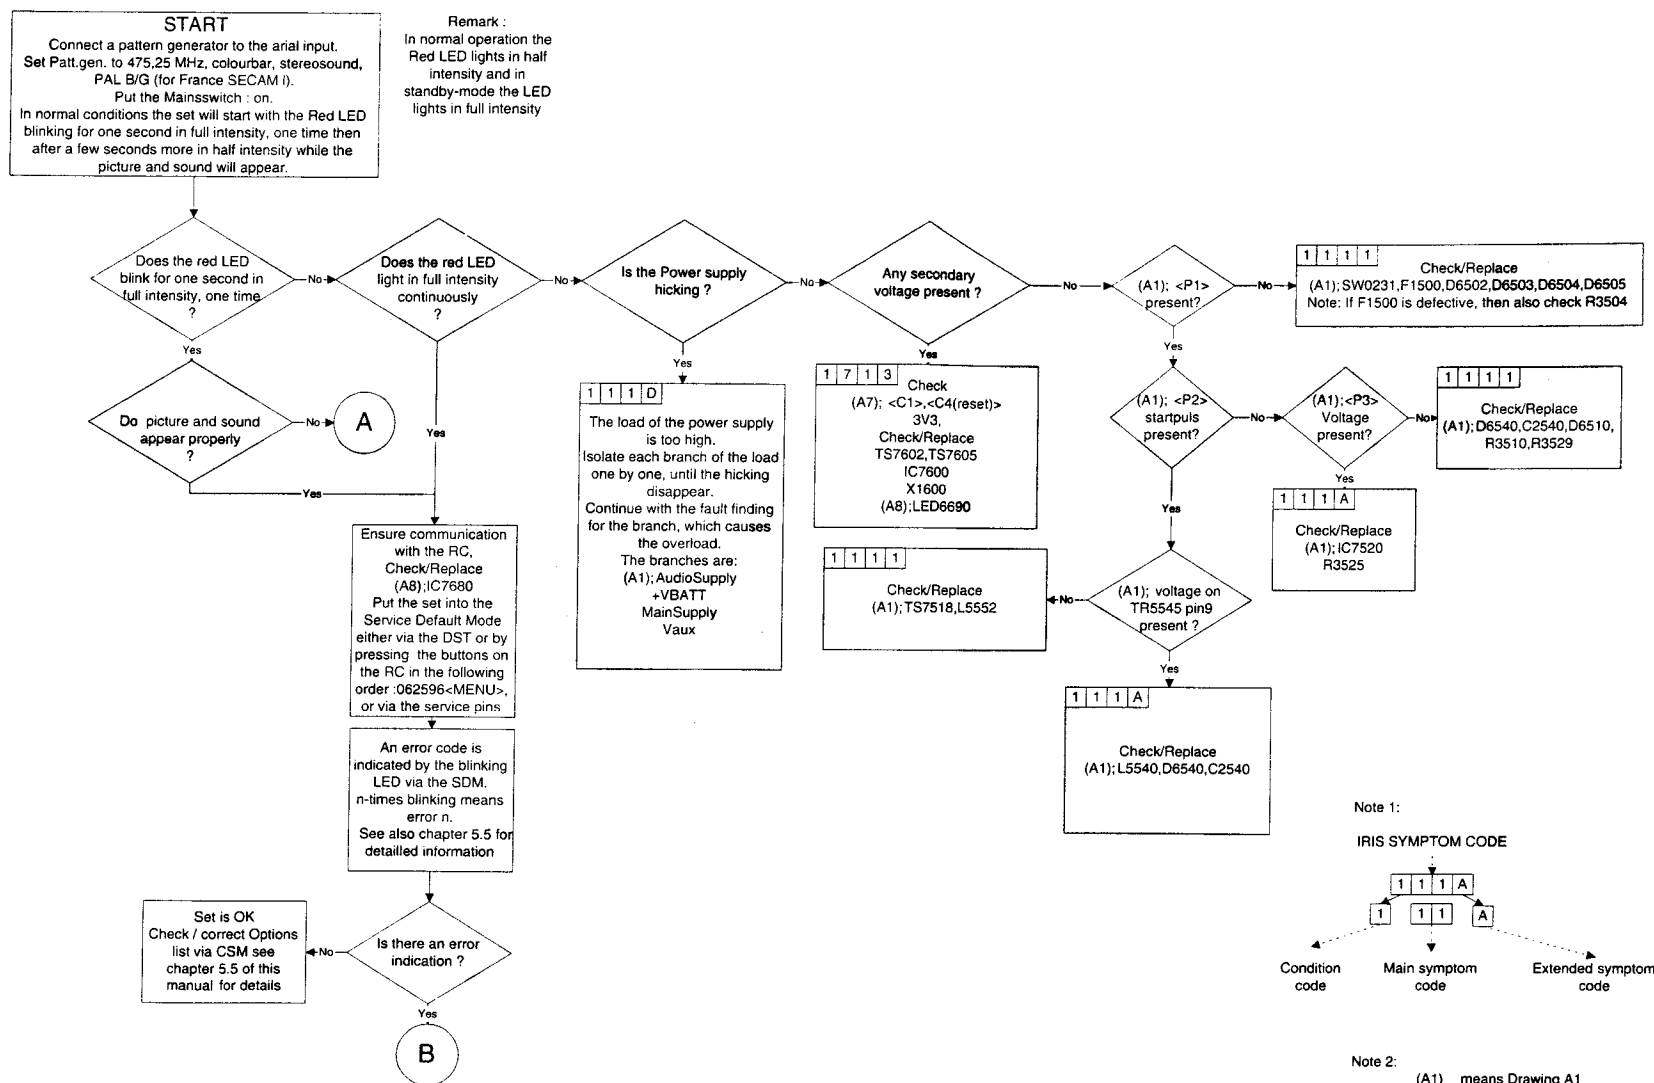 START
Connect a pattern generator to the arial input.
Set Patt.gen. to 475,25 MHz, colourbar, stereosound,
PAL B/G (for France SECAM l).
Put the Mainsswitch : on.
In normal conditions the set will start with the Red LED
blinking for one second in full intensity, one time then
after a few seconds more in half intensity while the
picture and sound will appear.
Remark :
In normal operation the
Red LED lights in half
intensity and in
standby-mode the LED
lights in full intensity
Does the red LED
blink for one second in
full intensity, one time
?
No
Does the red LED
light in full intensity
continuously
?
No
Is the Power supply
hicking ?
No
Any secondary
voltage present ?
No
(A1); <P1>
present?
No
1 1 1 1
Check/Replace
(A1); SW0231,F1500,D6502,D6503,D6504,D6505
Note: If F1500 is defective, then also check R3504
Yes
Do picture and sound
appear properly
?
No
A
Yes
Yes
Yes
1 1 1 D
The load of the power supply
is too high.
Isolate each branch of the load
one by one, until the hicking
disappear.
Continue with the fault finding
for the branch, which causes
the overload.
The branches are:
(A1); AudioSupply
+VBATT
MainSupply
Vaux
Yes
1 7 1 3
Check
(A7); <C1>,<C4(reset)>
3V3,
Check/Replace
TS7602,TS7605
IC7600
X1600
(A8);LED6690
Yes
(A1); <P2>
startpuls
present?
No
(A1);<P3>
Voltage
present?
No
1 1 1 1
Check/Replace
(A1); D6540,C2540,D6510,
R3510,R3529
Yes
1 1 1 A
Check/Replace
(A1); IC7520
R3525
Yes
(A1); voltage on
TR5545 pin9
present ?
No
1 1 1 1
Check/Replace
(A1); TS7518,L5552
Yes
1 1 1 A
Check/Replace
(A1); L5540,D6540,C2540
Ensure communication
with the RC,
Check/Replace
(A8);IC7680
Put the set into the
Service Default Mode
either via the DST or by
pressing the buttons on
the RC in the following
order :062596<MENU>,
or via the service pins
An error code is
indicated by the blinking
LED via the SDM.
n-times blinking means
error n.
See also chapter 5.5 for
detailled information
Is there an error
indication ?
No
Set is OK
Check / correct Options
list via CSM see
chapter 5.5 of this
manual for details
Yes
B
Note 1:
IRIS SYMPTOM CODE
1 1 1 A
1 1 1 A
Condition
code
Main symptom
code
Extended symptom
code
Note 2:
(A1) means Drawing A1